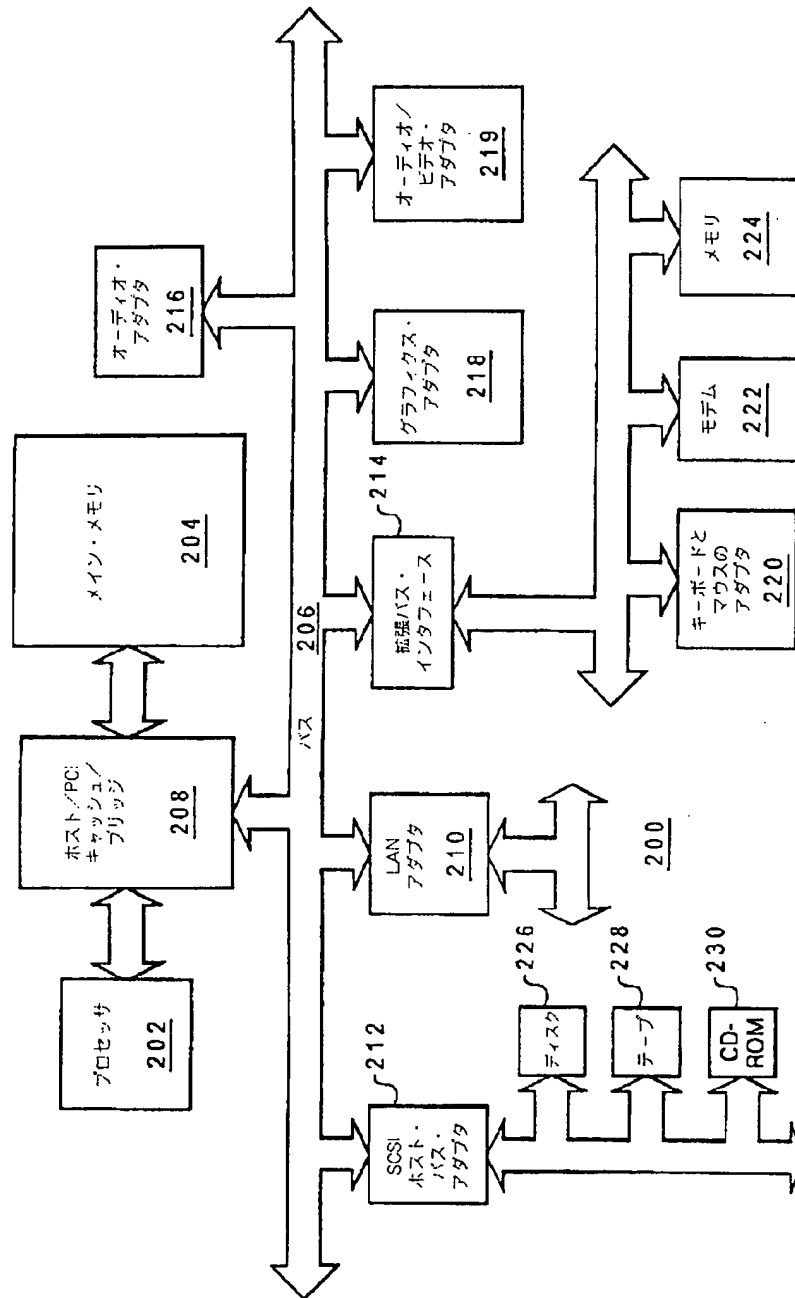 プロセッサ
202
ホスト/PCI
キャッシュ/
ブリッジ
208
メイン・メモリ
204
オーディオ・
アダプタ
216
バス
206
SCSI
ホスト・
バス・
アダプタ
212
LAN
アダプタ
210
拡張バス・
インタフェース
214
グラフィクス・
アダプタ
218
オーディオ/
ビデオ・
アダプタ
219
200
ディスク
226
テープ
228
CD-
ROM
230
キーボードと
マウスの
アダプタ
220
モデム
222
メモリ
224